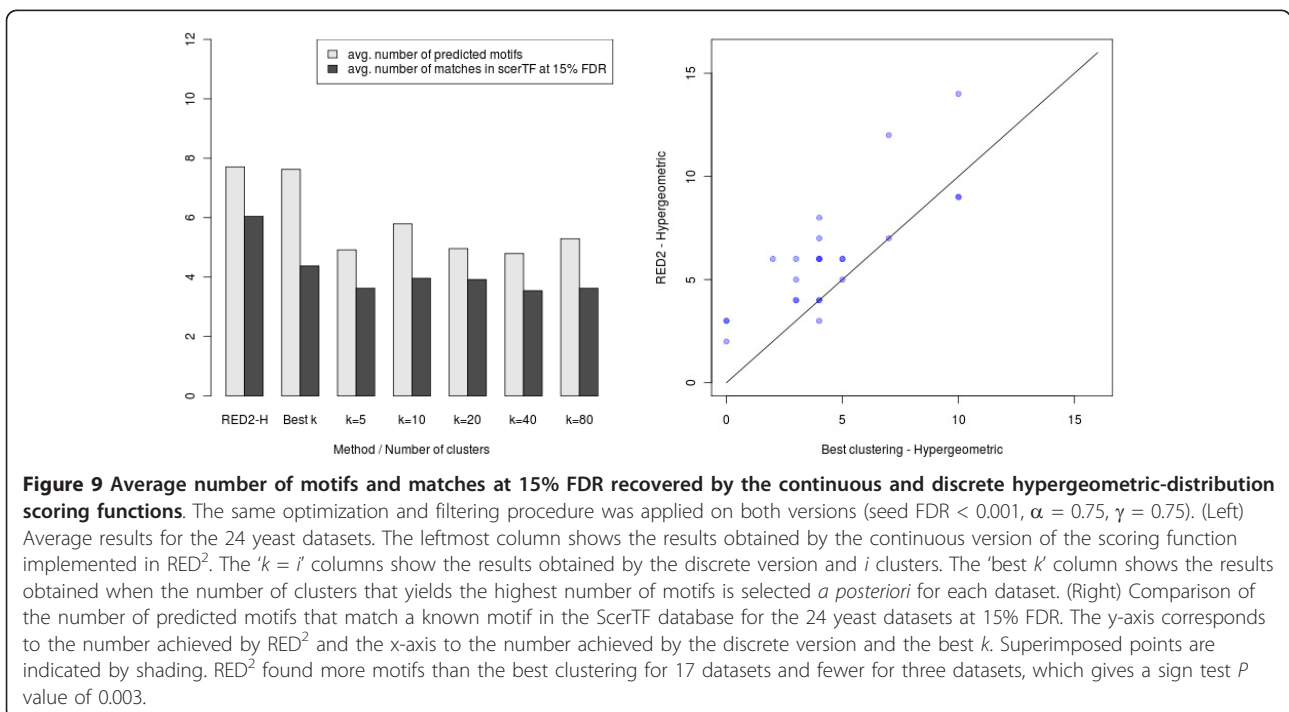 12
10
8
6
4
2
0
avg. number of predicted motifs
avg. number of matches in scerTF at 15% FDR
RED2-H Best k k=5 k=10 k=20 k=40 k=80
Method / Number of clusters
15
10
5
0
RED2 - Hypergeometric
0 5 10 15
Best clustering - Hypergeometric
Figure 9 Average number of motifs and matches at 15% FDR recovered by the continuous and discrete hypergeometric-distribution
scoring functions. The same optimization and filtering procedure was applied on both versions (seed FDR < 0.001, α = 0.75, γ = 0.75). (Left)
Average results for the 24 yeast datasets. The leftmost column shows the results obtained by the continuous version of the scoring function
implemented in RED². The ‘k = i’ columns show the results obtained by the discrete version and i clusters. The ‘best k’ column shows the results
obtained when the number of clusters that yields the highest number of motifs is selected a posteriori for each dataset. (Right) Comparison of
the number of predicted motifs that match a known motif in the ScerTF database for the 24 yeast datasets at 15% FDR. The y-axis corresponds
to the number achieved by RED² and the x-axis to the number achieved by the discrete version and the best k. Superimposed points are
indicated by shading. RED² found more motifs than the best clustering for 17 datasets and fewer for three datasets, which gives a sign test P
value of 0.003.